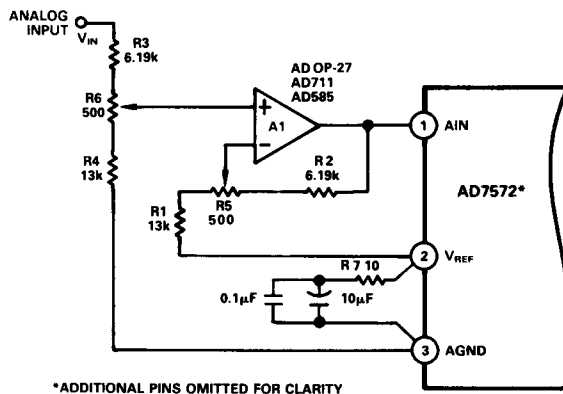 ANALOG
INPUT
VIN
R3
6.19k
R6
500
R4
13k
AD OP-27
AD711
AD585
+
A1
−
R2
6.19k
R5
500
R1
13k
R7 10
0.1µF
10µF
1
AIN
AD7572*
2
VREF
3
AGND
*ADDITIONAL PINS OMITTED FOR CLARITY